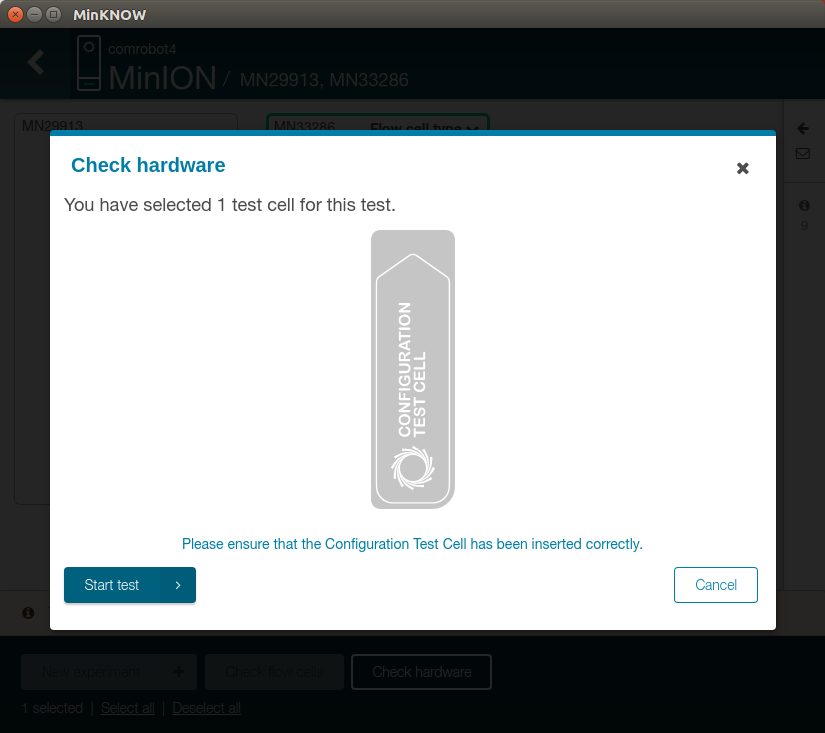 MinKNOW
comrobot4
MinION / MN29913, MN33286
MN29913
MN33286 Flow cell type
9
Check hardware
You have selected 1 test cell for this test.
CONFIGURATION
TEST CELL
Please ensure that the Configuration Test Cell has been inserted correctly.
Start test
Cancel
New experiment
Check flow cells
Check hardware
1 selected | Select all | Deselect all